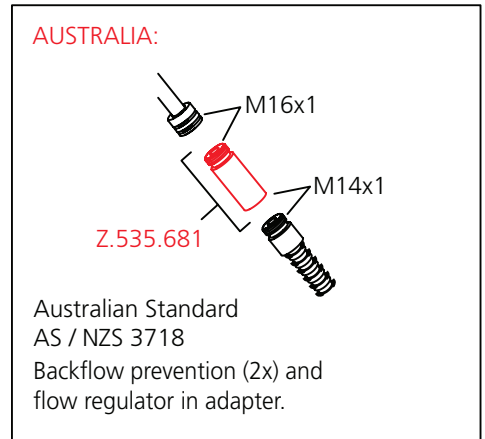 AUSTRALIA:
M16x1
M14x1
Z.535.681
Australian Standard
AS / NZS 3718
Backflow prevention (2x) and
flow regulator in adapter.